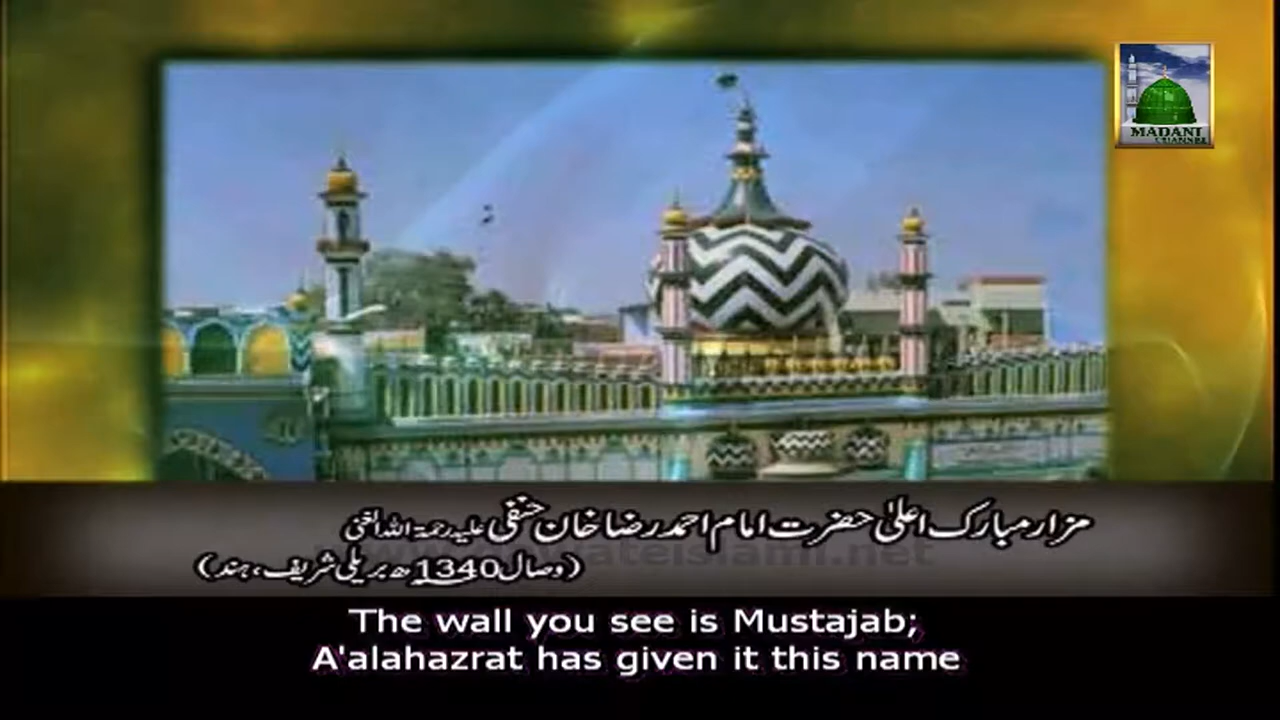 MADANI
CHANNEL
مزار مبارک اعلیٰ حضرت امام احمد رضا خان حنفی علیہ رحمۃ اللہ الغنی
(وصال 1340ھ بریلی شریف، ہند)
The wall you see is Mustajab;
A'alahazrat has given it this name